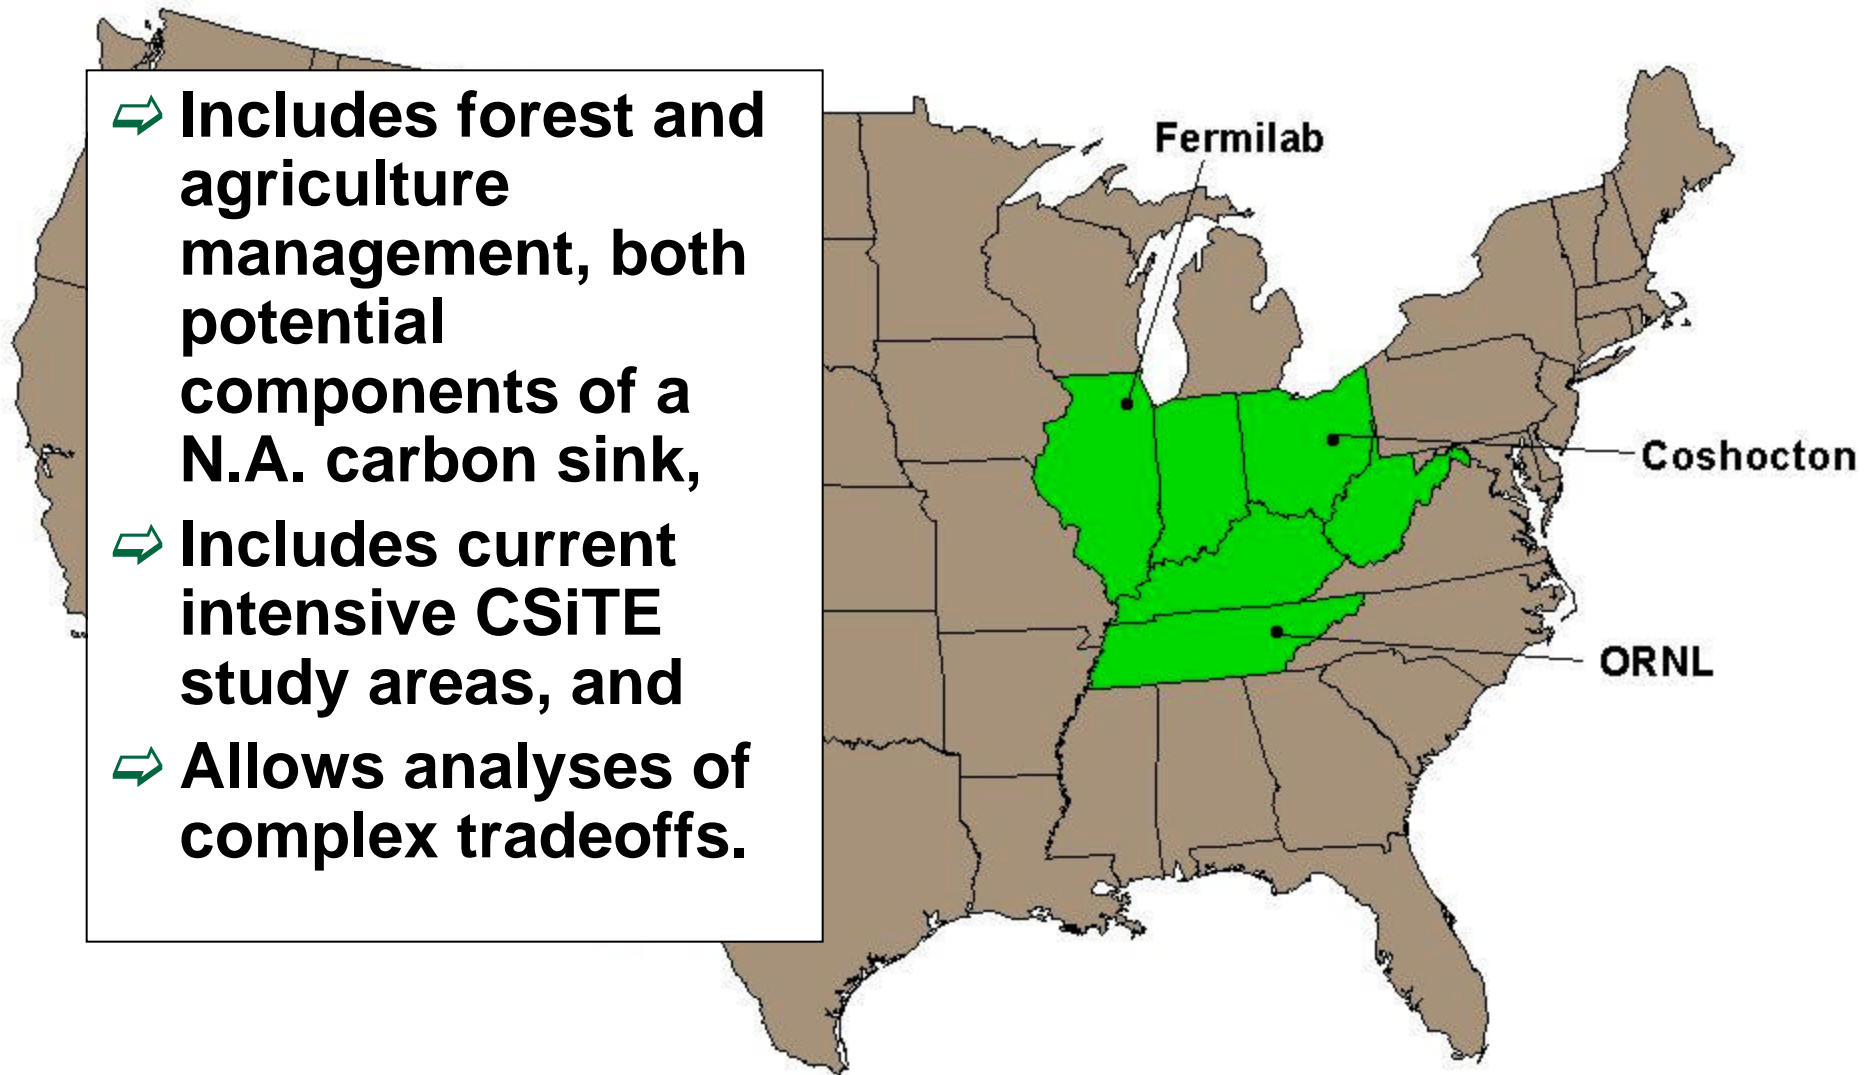 ⇨ Includes forest and
agriculture
management, both
potential
components of a
N.A. carbon sink,
⇨ Includes current
intensive CSiTE
study areas, and
⇨ Allows analyses of
complex tradeoffs.
Fermilab
Coshocton
ORNL